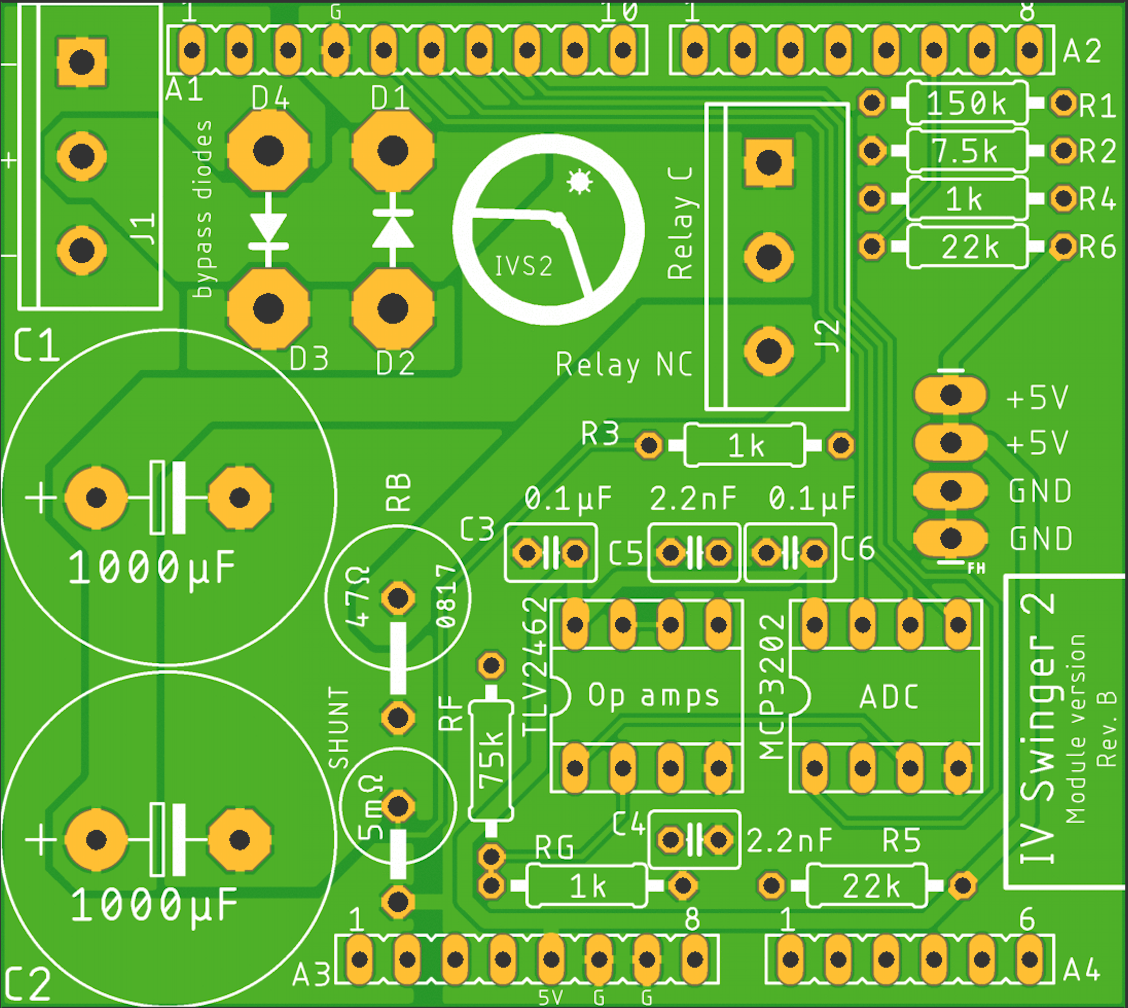 1
G
10
1
8
A1
A2
D4
D1
150k
R1
7.5k
R2
1k
R4
22k
R6
bypass diodes
J1
+
IVS2
Relay C
J2
Relay NC
C1
D3
D2
R3
1k
+5V
+5V
GND
GND
FH
RB
0.1µF
2.2nF
0.1µF
C3
C5
C6
+
1000µF
47Ω
0817
TLV2462
Op amps
MCP3202
ADC
IV Swinger 2
Module version
Rev. B
SHUNT
RF
75k
5mΩ
C4
2.2nF
R5
RG
1k
22k
+
1000µF
C2
1
8
1
6
A3
A4
5V
G
G